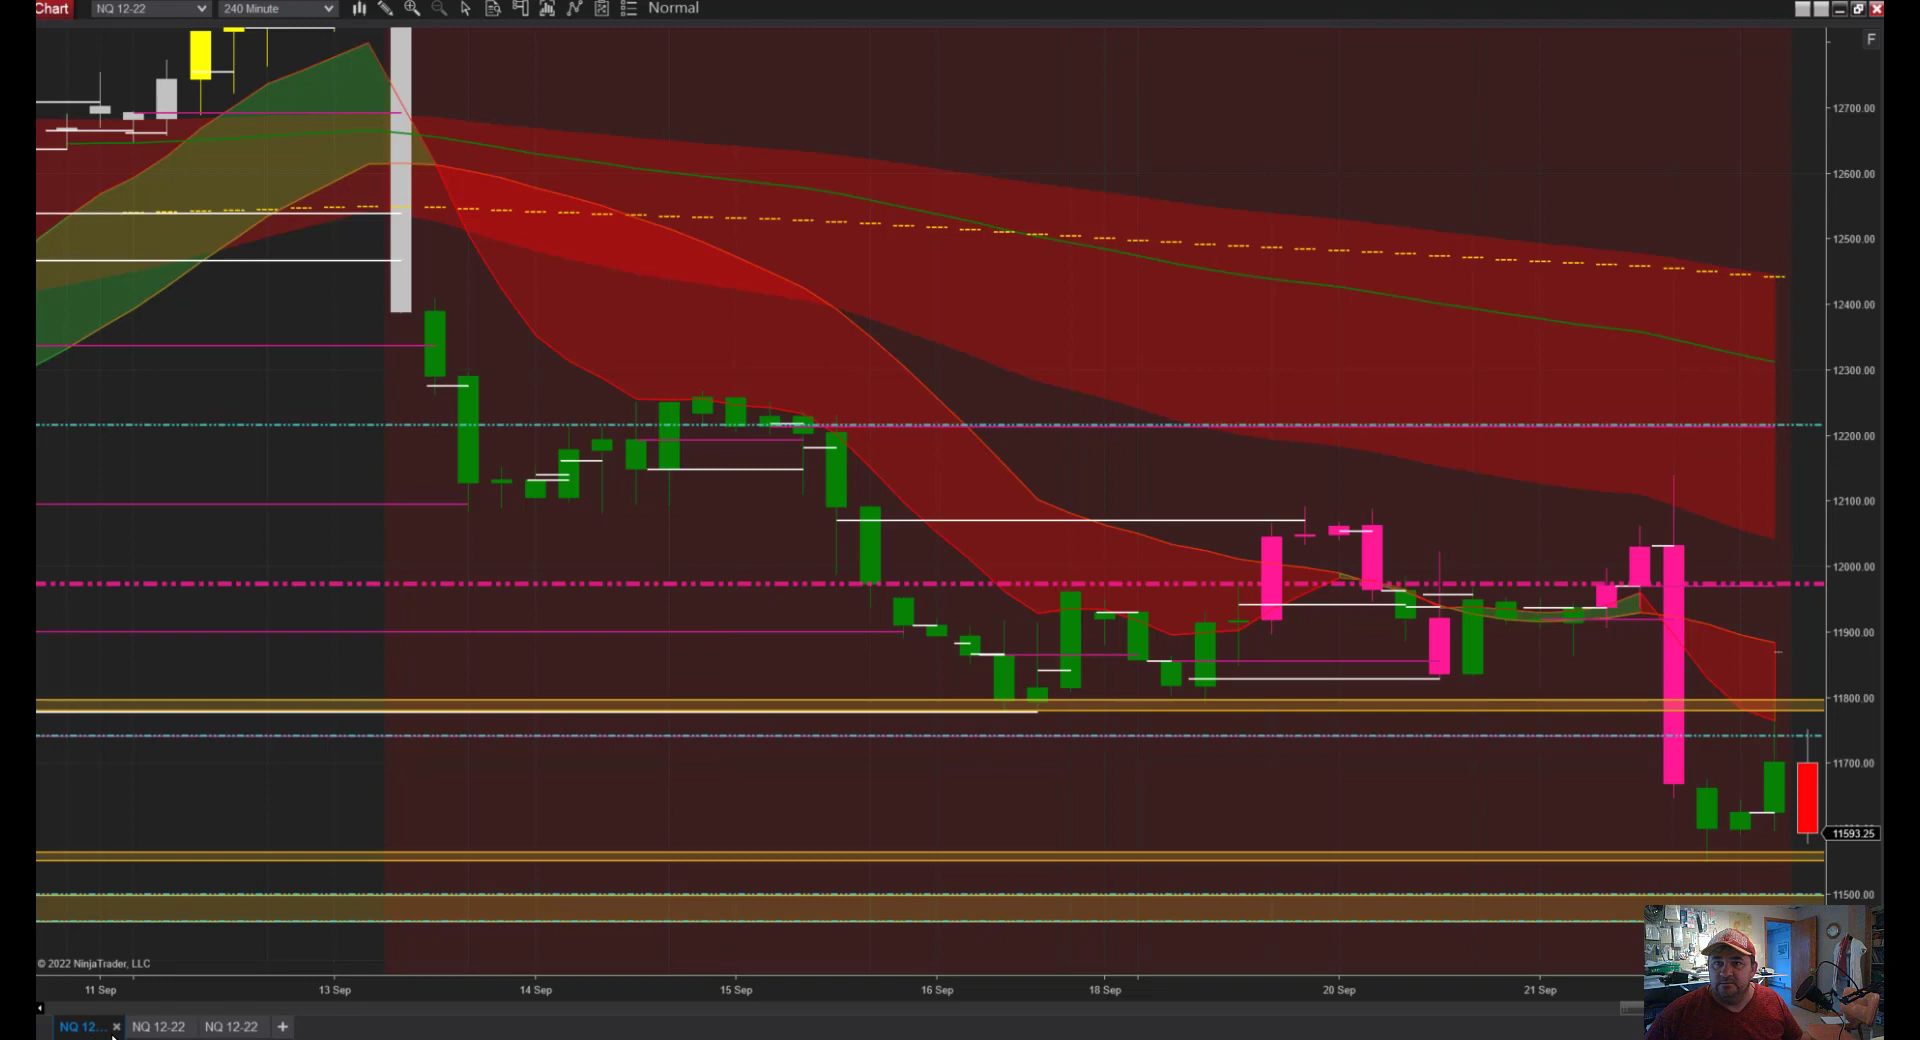 Chart NQ 12-22 240 Minute Normal
F
12700.00
12600.00
12500.00
12400.00
12300.00
12200.00
12100.00
12000.00
11900.00
11800.00
11700.00
11593.25
11500.00
© 2022 NinjaTrader, LLC
11 Sep 13 Sep 14 Sep 15 Sep 16 Sep 18 Sep 20 Sep 21 Sep
NQ 12... × NQ 12-22 NQ 12-22 +